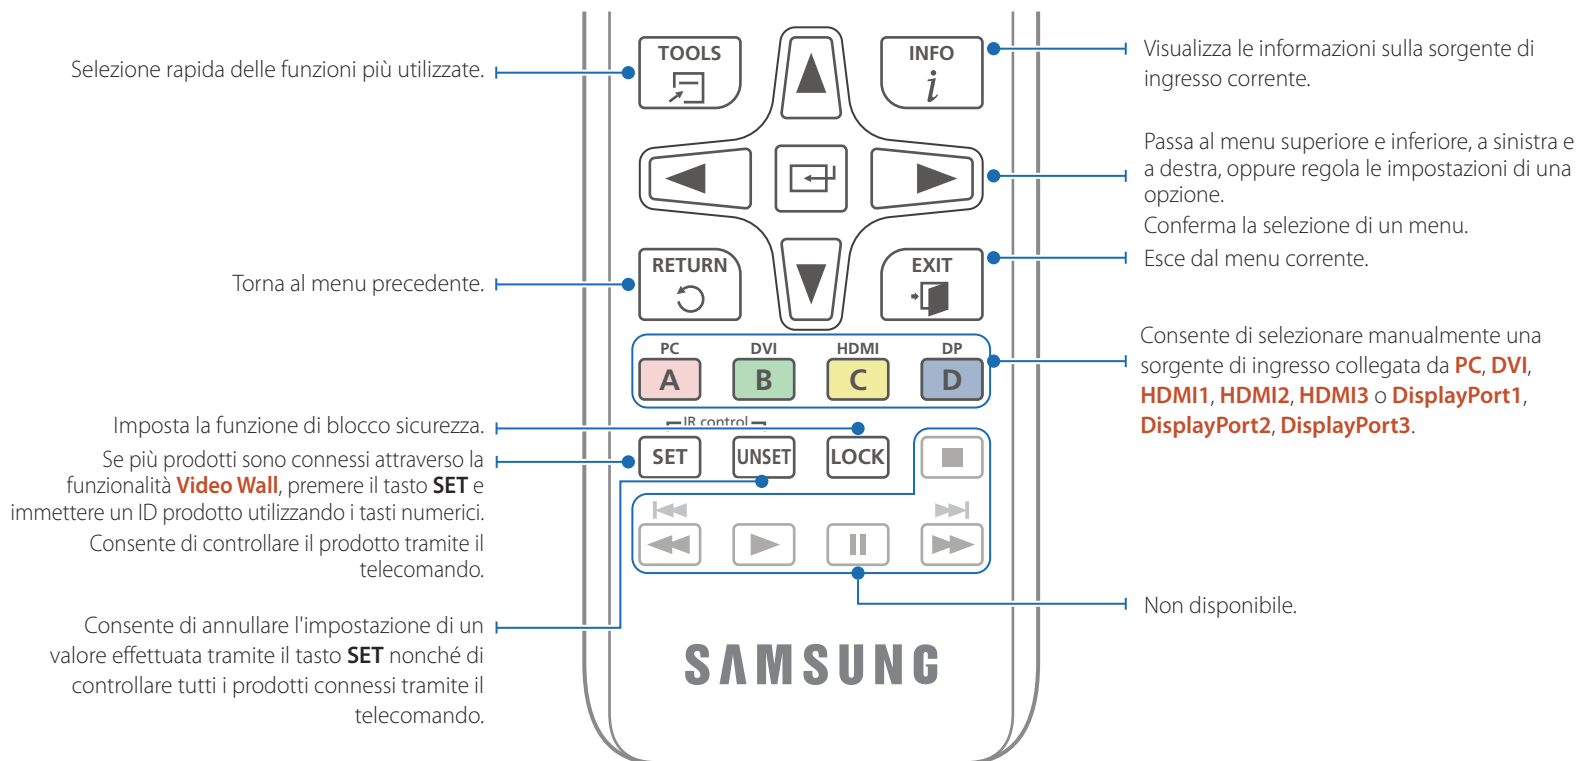 TOOLS
INFO
i
Selezione rapida delle funzioni più utilizzate.
Visualizza le informazioni sulla sorgente di
ingresso corrente.
Passa al menu superiore e inferiore, a sinistra e
a destra, oppure regola le impostazioni di una
opzione.
Conferma la selezione di un menu.
RETURN
EXIT
Torna al menu precedente.
Esce dal menu corrente.
PC
DVI
HDMI
DP
A
B
C
D
Consente di selezionare manualmente una
sorgente di ingresso collegata da PC, DVI,
HDMI1, HDMI2, HDMI3 o DisplayPort1,
DisplayPort2, DisplayPort3.
Imposta la funzione di blocco sicurezza.
IR control
SET
UNSET
LOCK
Se più prodotti sono connessi attraverso la
funzionalità Video Wall, premere il tasto SET e
immettere un ID prodotto utilizzando i tasti numerici.
Consente di controllare il prodotto tramite il
telecomando.
Non disponibile.
Consente di annullare l'impostazione di un
valore effettuata tramite il tasto SET nonché di
controllare tutti i prodotti connessi tramite il
telecomando.
SAMSUNG